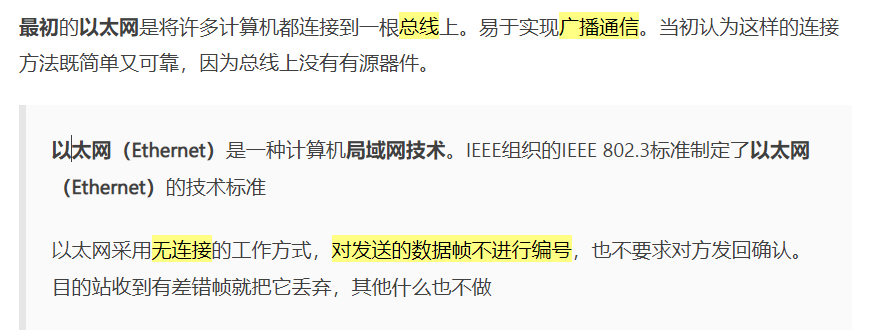 最初的以太网是将许多计算机都连接到一根总线上。易于实现广播通信。当初认为这样的连接
方法既简单又可靠，因为总线上没有有源器件。
以太网（Ethernet）是一种计算机局域网技术。IEEE组织的IEEE 802.3标准制定了以太网
（Ethernet）的技术标准
以太网采用无连接的工作方式，对发送的数据帧不进行编号，也不要求对方发回确认。
目的站收到有差错帧就把它丢弃，其他什么也不做